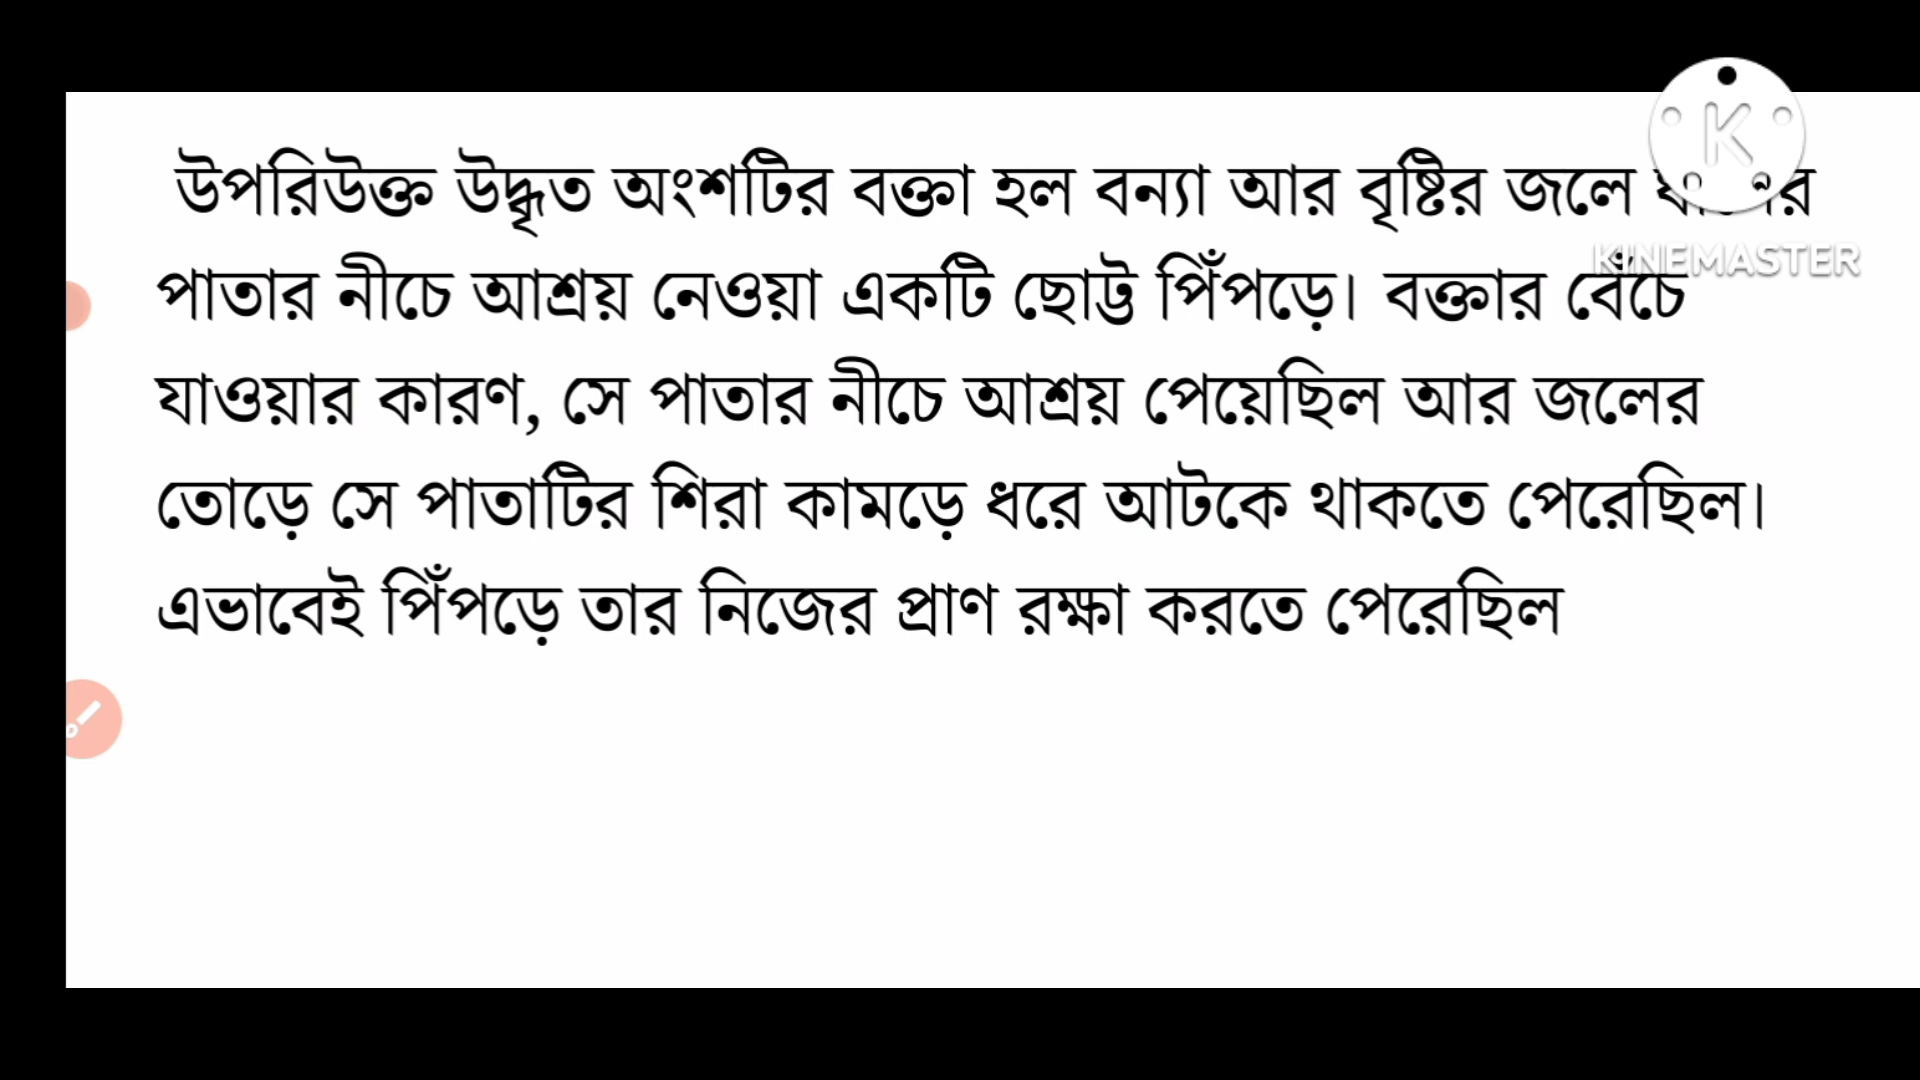 উপরিউক্ত উদ্ধৃত অংশটির বক্তা হল বন্যা আর বৃষ্টির জলে
পাতার নীচে আশ্রয় নেওয়া একটি ছোট্ট পিঁপড়ে। বক্তার বেঁচে
যাওয়ার কারণ, সে পাতার নীচে আশ্রয় পেয়েছিল আর জলের
তোড়ে সে পাতাটির শিরা কামড়ে ধরে আটকে থাকতে পেরেছিল।
এভাবেই পিঁপড়ে তার নিজের প্রাণ রক্ষা করতে পেরেছিল
K
KINEMASTER